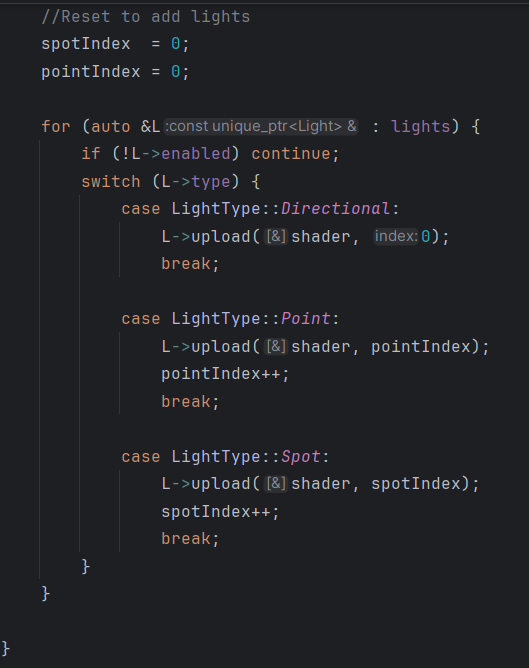 //Reset to add lights
spotIndex  = 0;
pointIndex = 0;
for (auto &L:const unique_ptr<Light> & : lights) {
if (!L->enabled) continue;
switch (L->type) {
case LightType::Directional:
L->upload([&]shader, index:0);
break;
case LightType::Point:
L->upload([&]shader, pointIndex);
pointIndex++;
break;
case LightType::Spot:
L->upload([&]shader, spotIndex);
spotIndex++;
break;
}
}
}